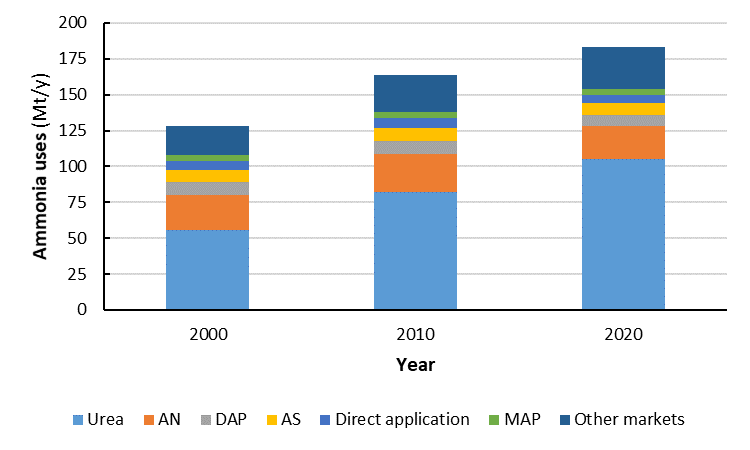 200
175
150
125
100
75
50
25
0
Ammonia uses (Mt/y)
2000 2010 2020
Year
Urea AN DAP AS Direct application MAP Other markets